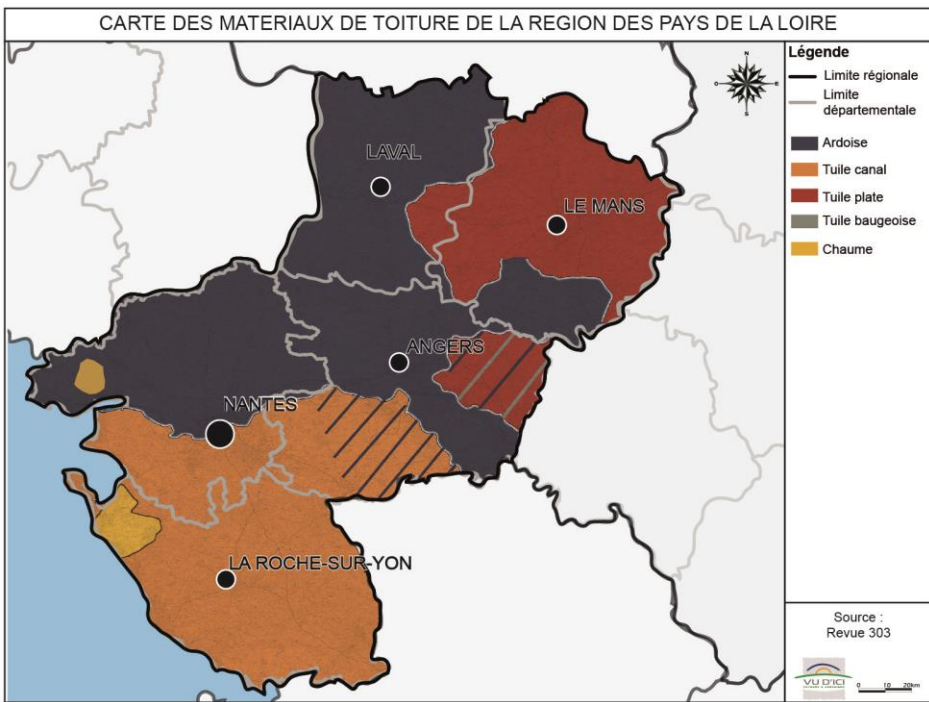 CARTE DES MATERIAUX DE TOITURE DE LA REGION DES PAYS DE LA LOIRE
Légende
Limite régionale
Limite
départementale
Ardoise
Tuile canal
Tuile plate
Tuile baugeoise
Chaume
N
O
E
S
LAVAL
LE MANS
ANGERS
NANTES
LA ROCHE-SUR-YON
Source :
Revue 303
VU D'ICI
0 10 20km